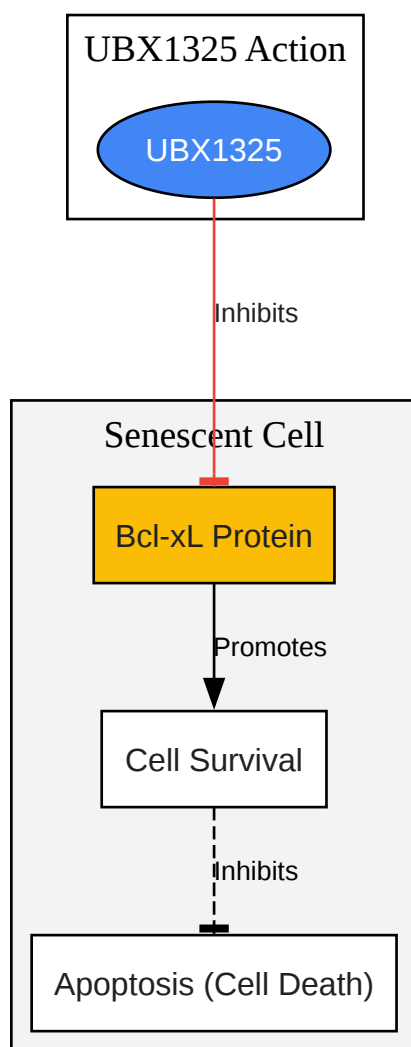 UBX1325 Action
UBX1325
Inhibits
Senescent Cell
Bcl-xL Protein
Promotes
Cell Survival
Inhibits
Apoptosis (Cell Death)